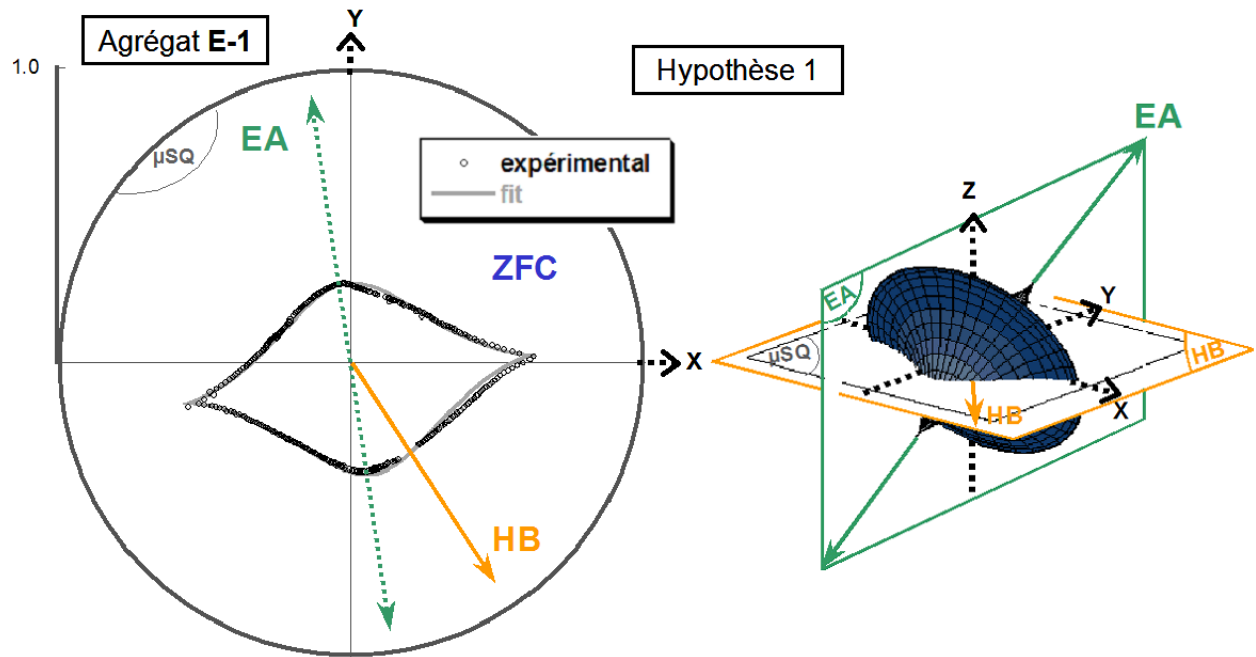 Agrégat E-1
Y
1.0
Hypothèse 1
µSQ
EA
expérimental
fit
ZFC
X
HB
EA
Z
Y
EA
µSQ
HB
HB
X